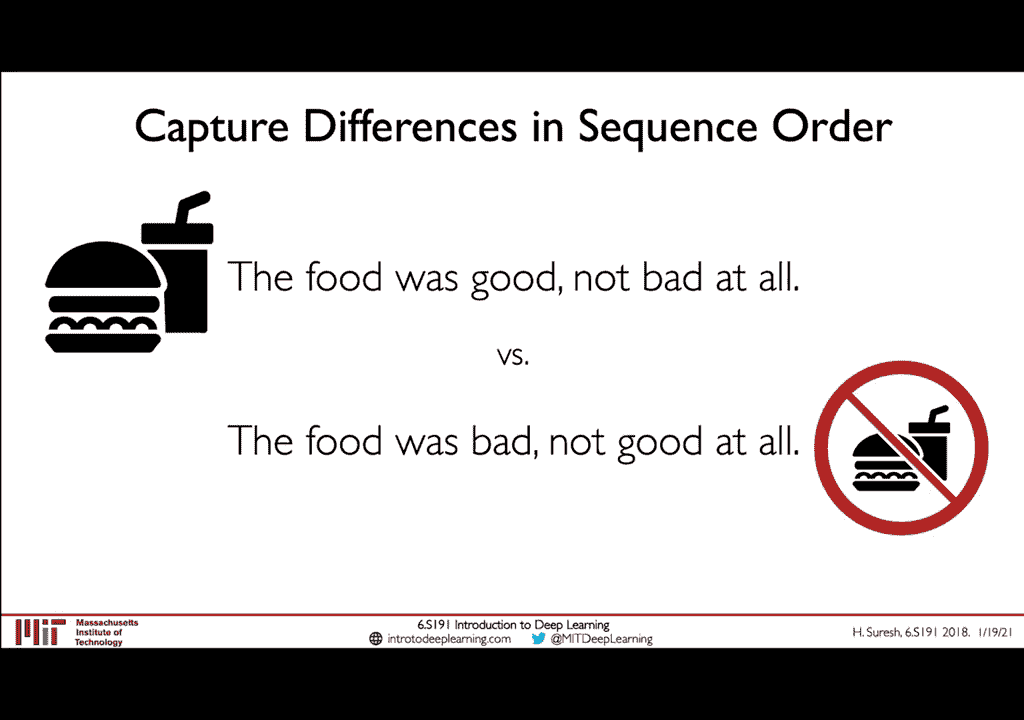 Capture Differences in Sequence Order
The food was good, not bad at all.
vs.
The food was bad, not good at all.
MIT
Massachusetts
Institute of
Technology
6.S191 Introduction to Deep Learning
introtodeeplearning.com @MITDeepLearning
H. Suresh, 6.S191 2018. 1/19/21